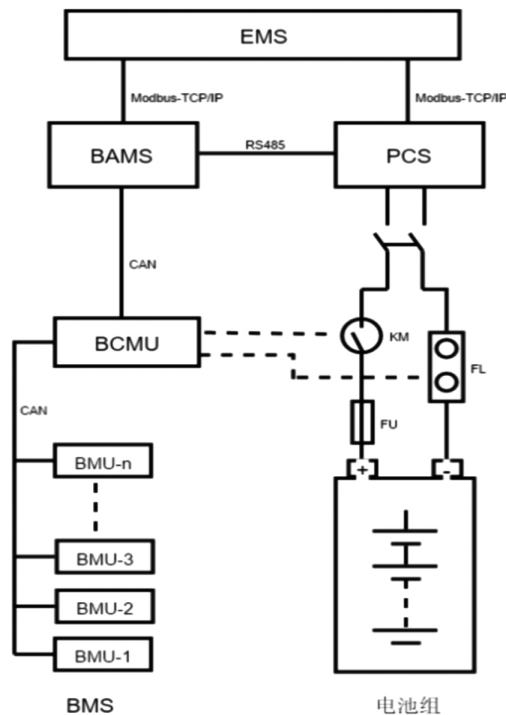 EMS
Modbus-TCP/IP
Modbus-TCP/IP
BAMS
RS485
PCS
CAN
BCMU
KM
FL
CAN
FU
BMU-n
+
-
BMU-3
BMU-2
BMU-1
BMS
电池组